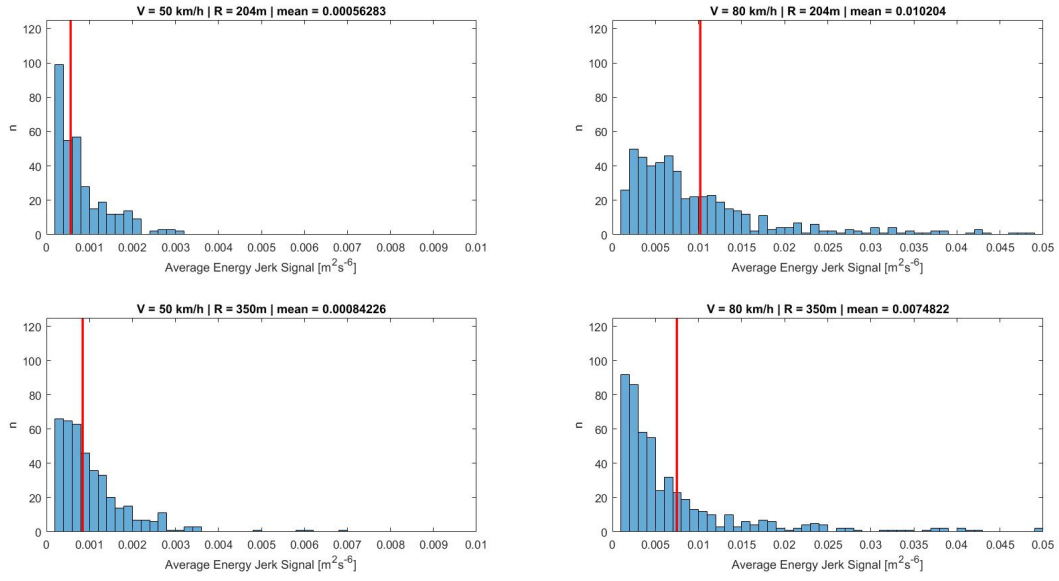 V = 50 km/h | R = 204m | mean = 0.00056283
120
100
80
60
40
20
0
n
0 0.001 0.002 0.003 0.004 0.005 0.006 0.007 0.008 0.009 0.01
Average Energy Jerk Signal [m²s⁻⁶]
V = 80 km/h | R = 204m | mean = 0.010204
120
100
80
60
40
20
0
n
0 0.005 0.01 0.015 0.02 0.025 0.03 0.035 0.04 0.045 0.05
Average Energy Jerk Signal [m²s⁻⁶]
V = 50 km/h | R = 350m | mean = 0.00084226
120
100
80
60
40
20
0
n
0 0.001 0.002 0.003 0.004 0.005 0.006 0.007 0.008 0.009 0.01
Average Energy Jerk Signal [m²s⁻⁶]
V = 80 km/h | R = 350m | mean = 0.0074822
120
100
80
60
40
20
0
n
0 0.005 0.01 0.015 0.02 0.025 0.03 0.035 0.04 0.045 0.05
Average Energy Jerk Signal [m²s⁻⁶]